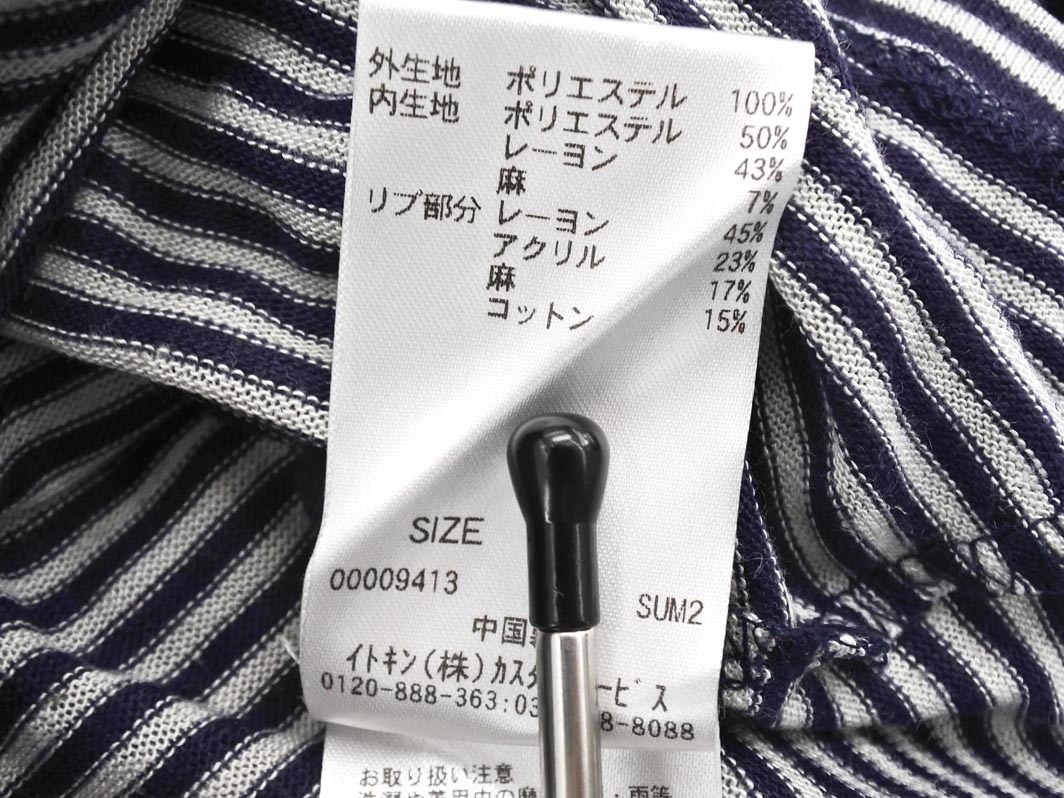 外生地 ポリエステル 100%
内生地 ポリエステル 50%
レーヨン 43%
麻 7%
リブ部分 レーヨン 45%
アクリル 23%
麻 17%
コットン 15%
SIZE
00009413 SUM2
中国
イトキン(株)カスタ ービス
0120-888-363:03 8-8088
お取り扱い注意